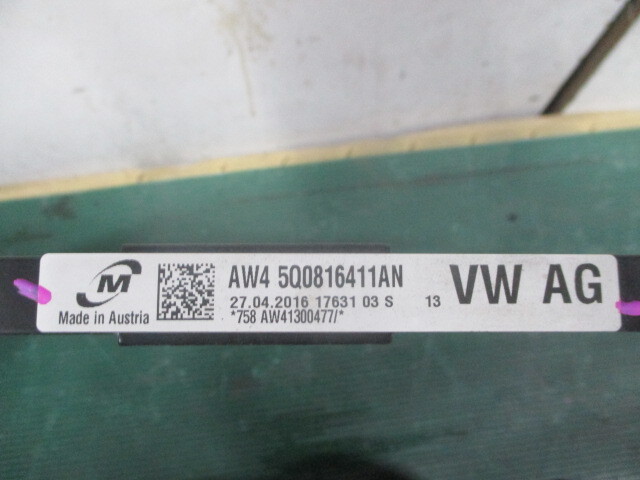 M
Made in Austria
AW4 5Q0816411AN
27.04.2016 17631 03 S 13
*758 AW41300477/*
VW AG